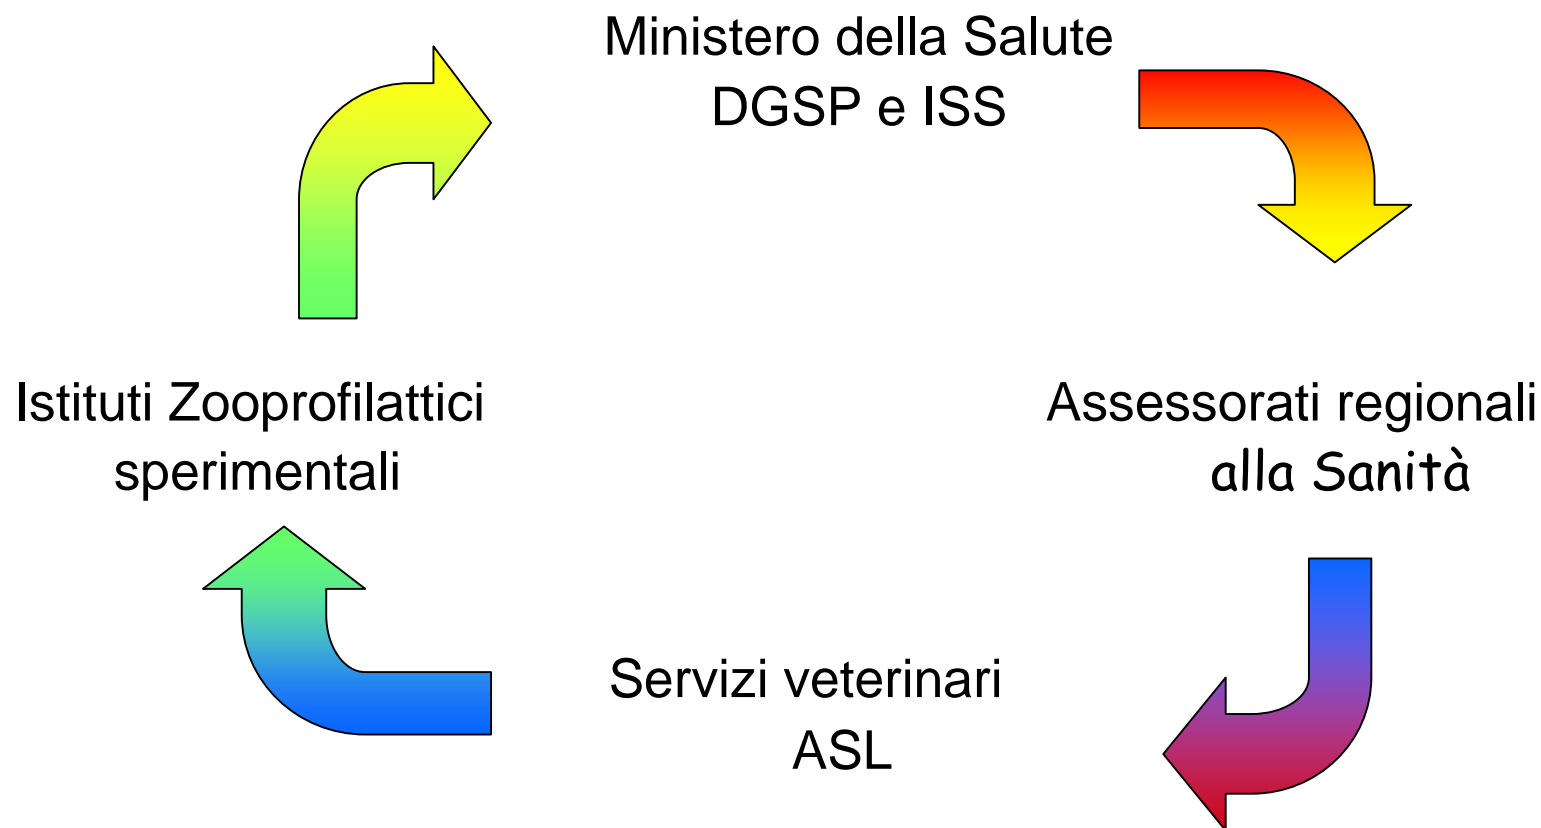 Ministero della Salute
DGSP e ISS
Istituti Zooprofilattici
sperimentali
Assessorati regionali
alla Sanità
Servizi veterinari
ASL